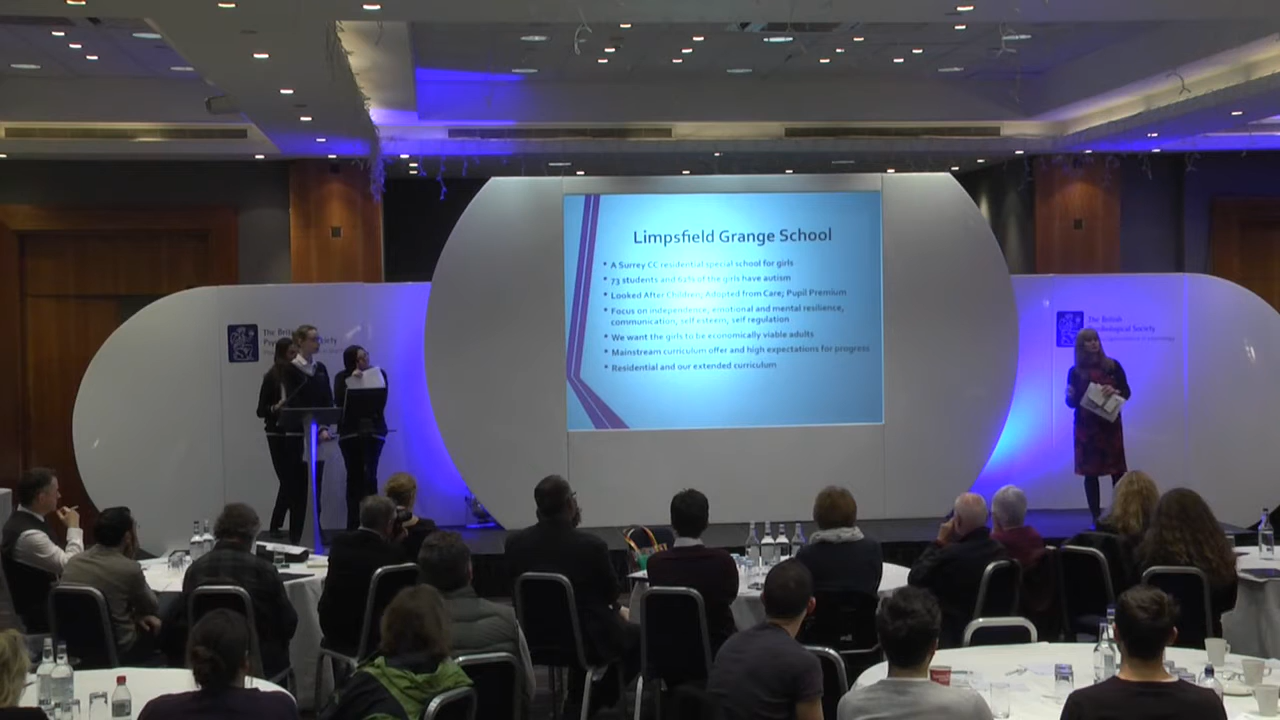 Limpsfield Grange School
• A Surrey CC residential special school for girls
• 73 students and of the girls have autism
• Looked After Children; Adopted from Care; Pupil Premium
• Focus on independence, emotional and mental resilience,
communication, self esteem, self regulation
• We want the girls to be economically viable adults
• Mainstream curriculum offer and high expectations for progress
• Residential and our extended curriculum
The British
Psychological Society